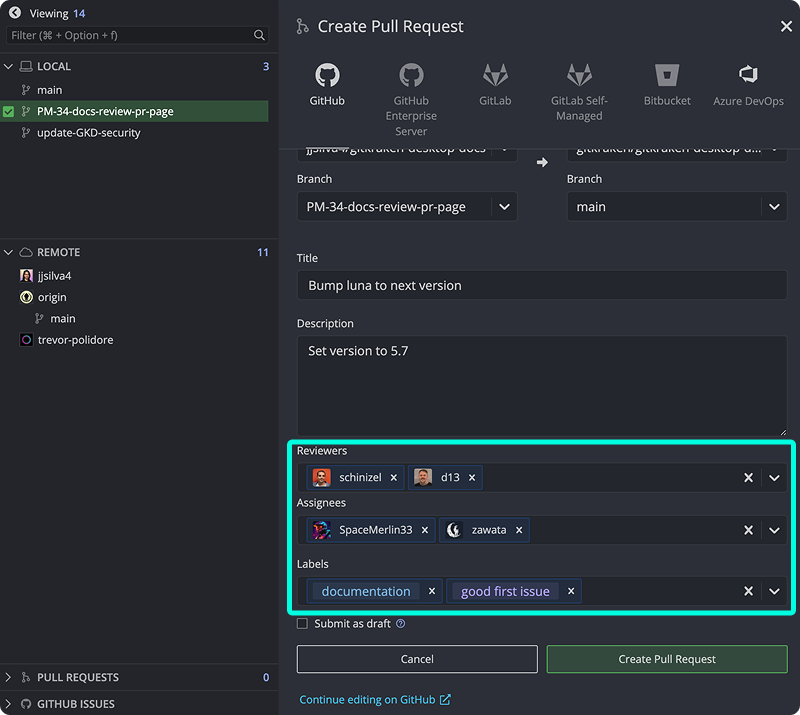 Viewing 14
Filter (⌘ + Option + f)
LOCAL 3
main
PM-34-docs-review-pr-page
update-GKD-security
REMOTE 11
jjsilva4
origin
main
trevor-polidore
PULL REQUESTS 0
GITHUB ISSUES
Create Pull Request
GitHub
GitHub Enterprise Server
GitLab
GitLab Self-Managed
Bitbucket
Azure DevOps
jjsilva4/gitkraken-desktop-docs
gitkraken/gitkraken-desktop-d...
Branch
PM-34-docs-review-pr-page
Branch
main
Title
Bump luna to next version
Description
Set version to 5.7
Reviewers
schinizel × d13 ×
Assignees
SpaceMerlin33 × zawata ×
Labels
documentation × good first issue ×
Submit as draft
Cancel
Create Pull Request
Continue editing on GitHub